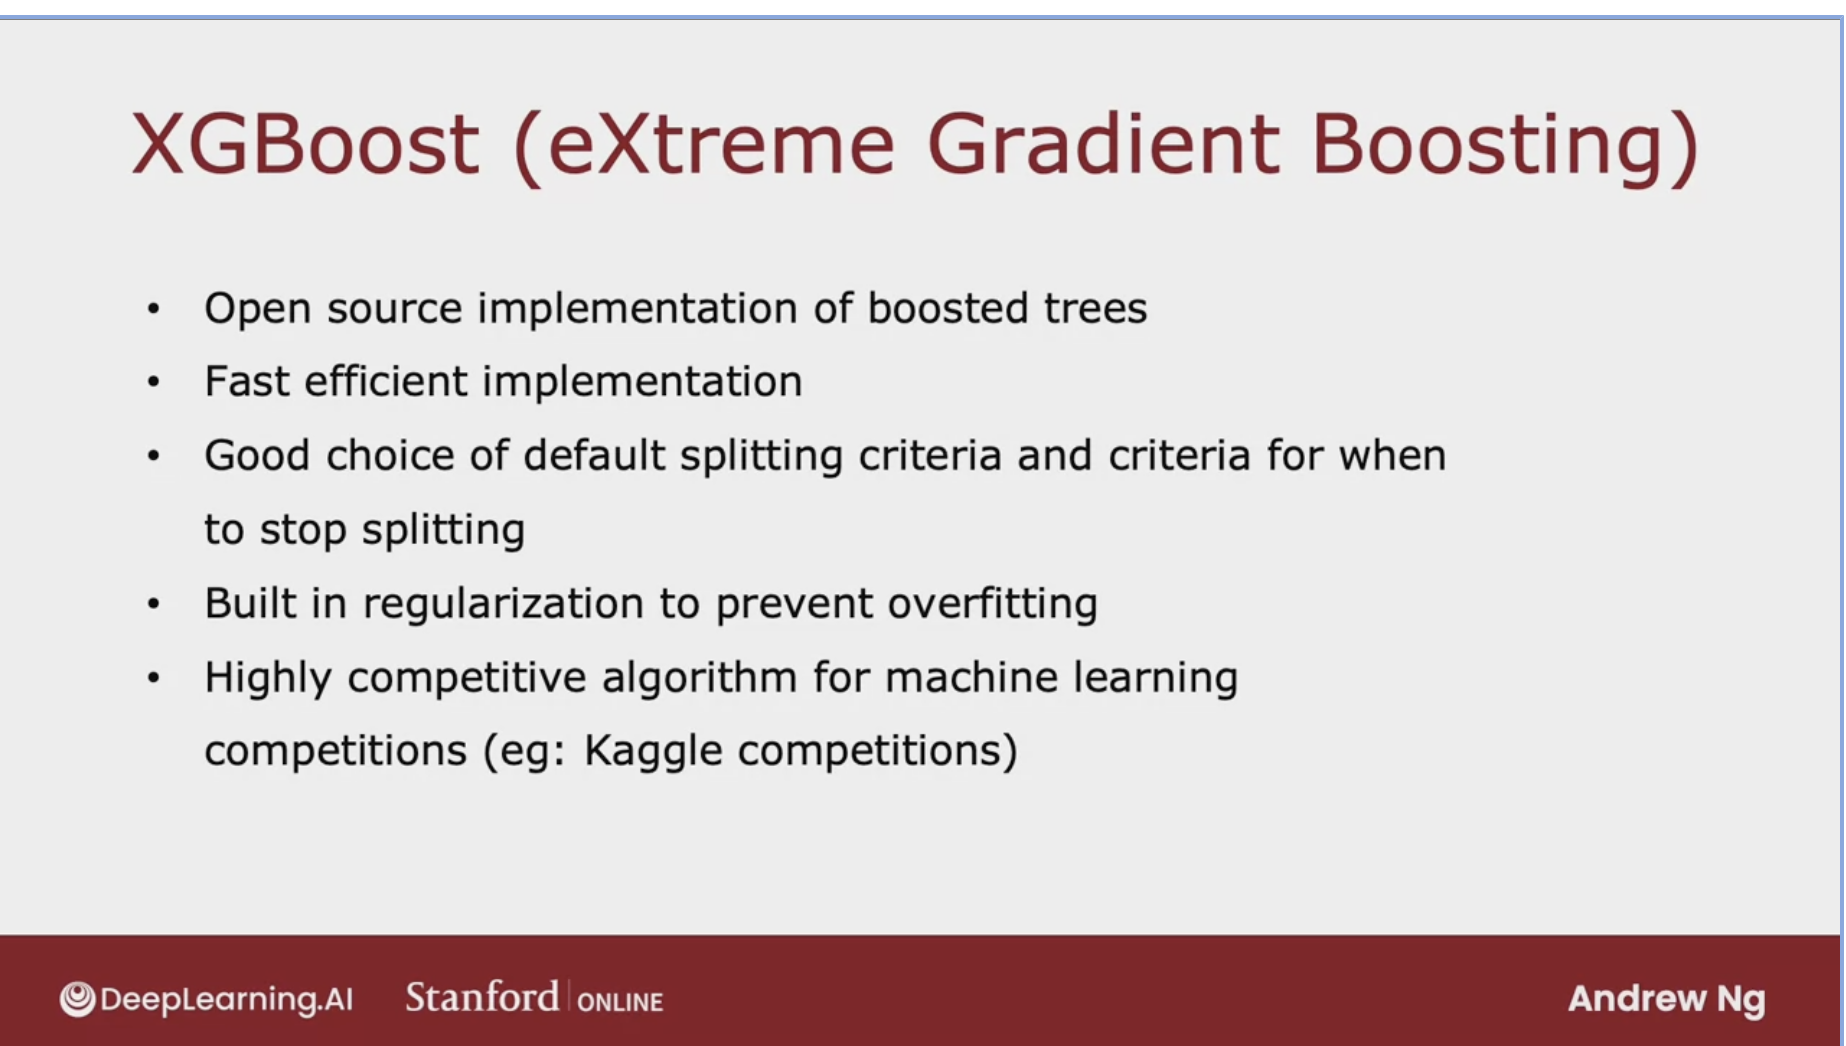 XGBoost (eXtreme Gradient Boosting)
• Open source implementation of boosted trees
• Fast efficient implementation
• Good choice of default splitting criteria and criteria for when
to stop splitting
• Built in regularization to prevent overfitting
• Highly competitive algorithm for machine learning
competitions (eg: Kaggle competitions)
DeepLearning.AI Stanford ONLINE Andrew Ng